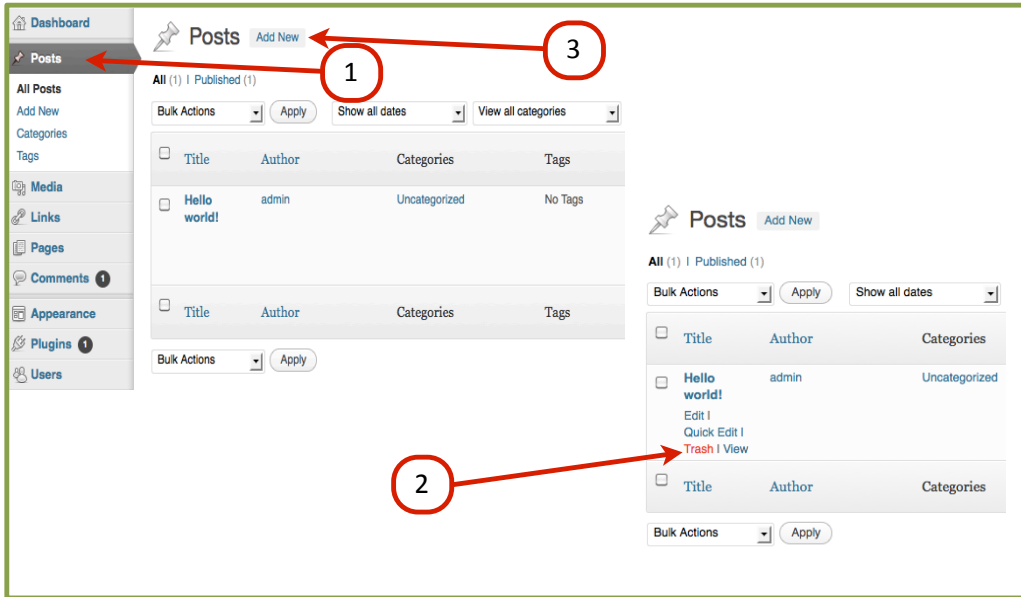 Dashboard
Posts
All Posts
Add New
Categories
Tags
Media
Links
Pages
Comments 1
Appearance
Plugins 1
Users
Posts Add New
All (1) | Published (1)
Bulk Actions Apply Show all dates View all categories
Title Author Categories Tags
Hello admin Uncategorized No Tags
world!
Title Author Categories Tags
Bulk Actions Apply
1
3
Posts Add New
All (1) | Published (1)
Bulk Actions Apply Show all dates
Title Author Categories
Hello admin Uncategorized
world!
Edit |
Quick Edit |
Trash | View
Title Author Categories
Bulk Actions Apply
2